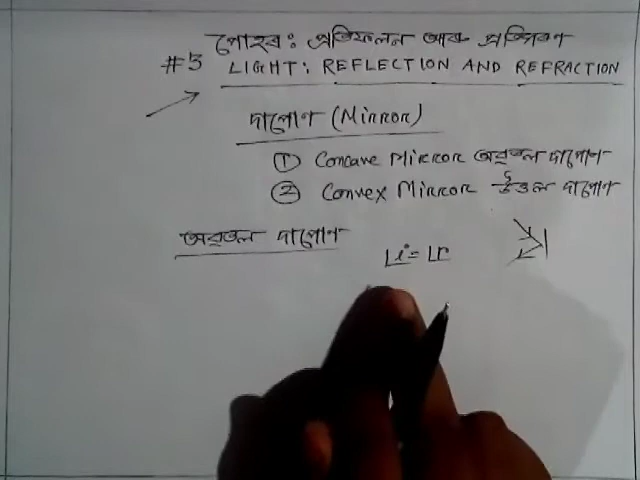 পোহৰ: প্ৰতিফলন আৰু প্ৰতিসৰণ
#5 LIGHT: REFLECTION AND REFRACTION
দাপোণ (Mirror)
① Concave Mirror অৱতল দাপোণ
② Convex Mirror উত্তল দাপোণ
অৱতল দাপোণ
∠i = ∠r